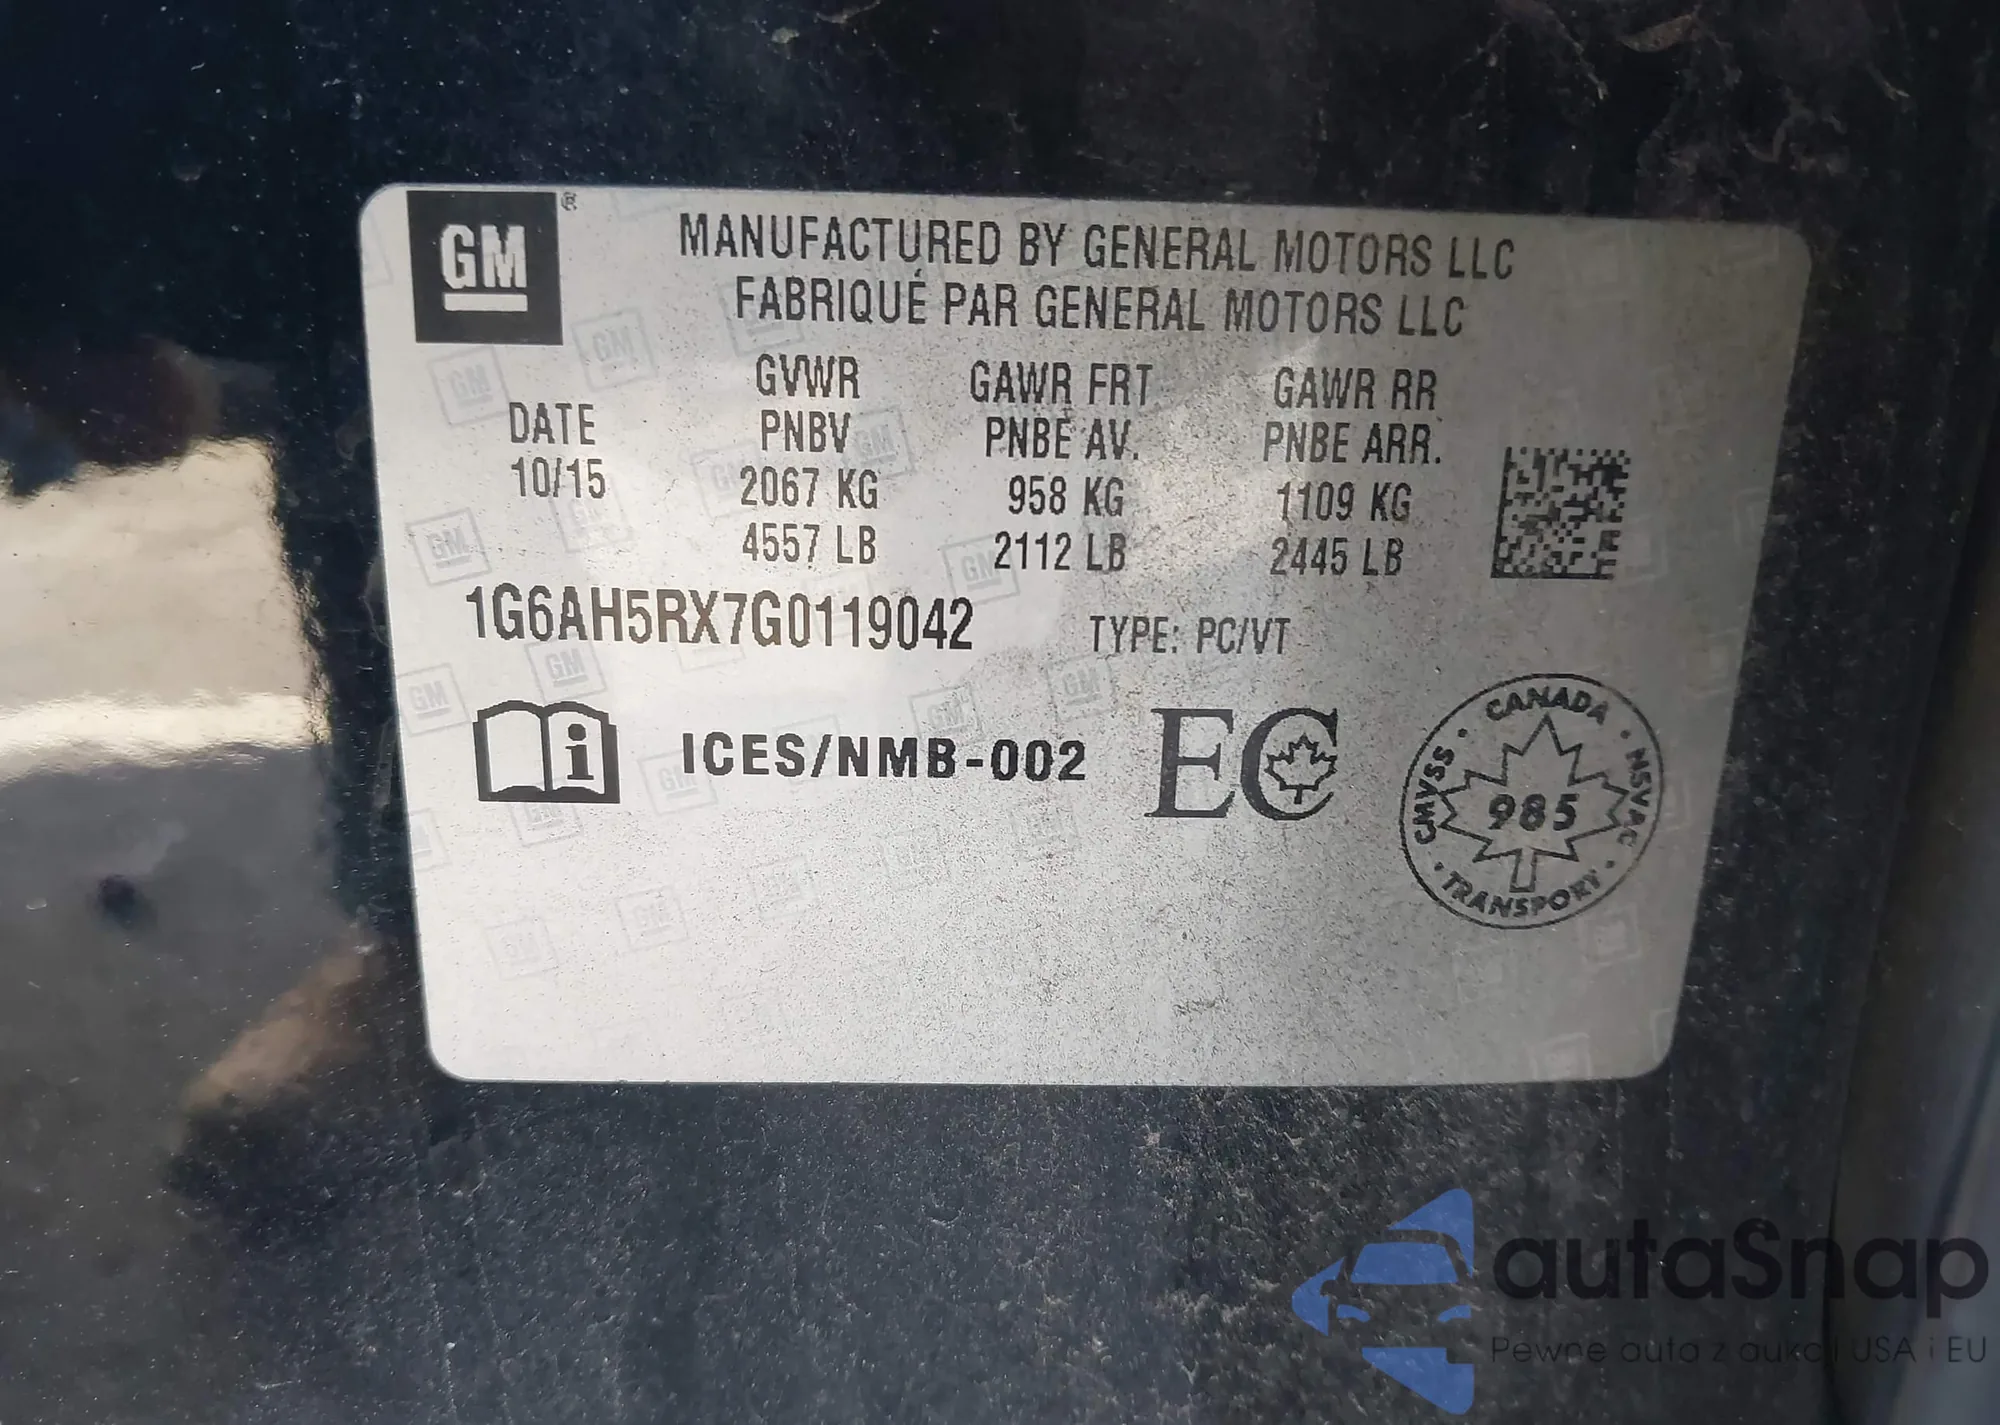 GM ®
MANUFACTURED BY GENERAL MOTORS LLC
FABRIQUÉ PAR GENERAL MOTORS LLC
DATE
10/15
GVWR
PNBV
2067 KG
4557 LB
GAWR FRT
PNBE AV.
958 KG
2112 LB
GAWR RR
PNBE ARR.
1109 KG
2445 LB
1G6AH5RX7G0119042
TYPE: PC/VT
i
ICES/NMB-002
EC
CANADA · NSVAC · TRANSPORT · CMVSS ·
985
autaSnap
Pewne auta z aukcji USA i EU